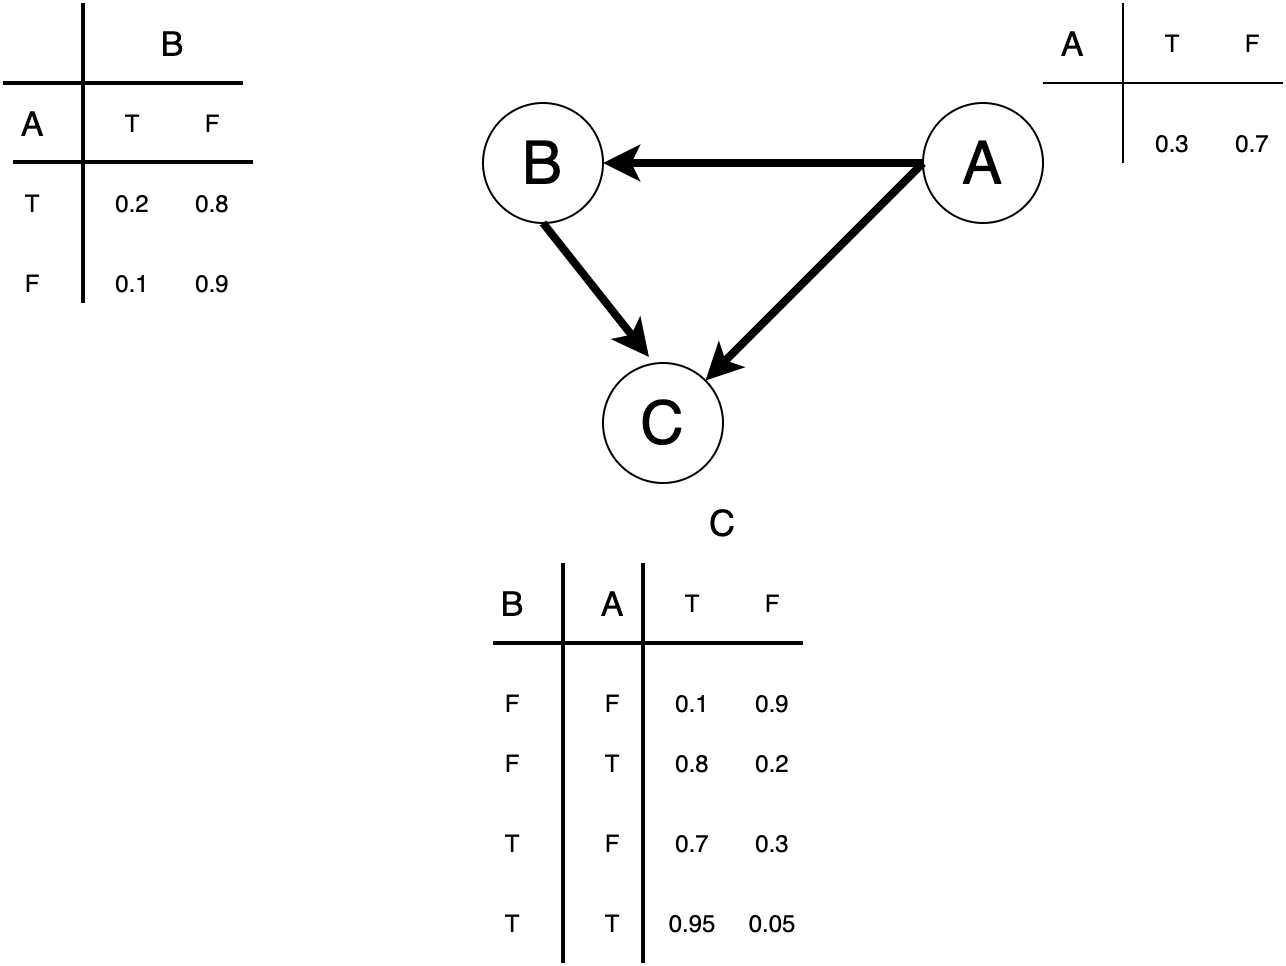 B
A T F
T 0.2 0.8
F 0.1 0.9
B A
C
A T F
0.3 0.7
C
B A T F
F F 0.1 0.9
F T 0.8 0.2
T F 0.7 0.3
T T 0.95 0.05